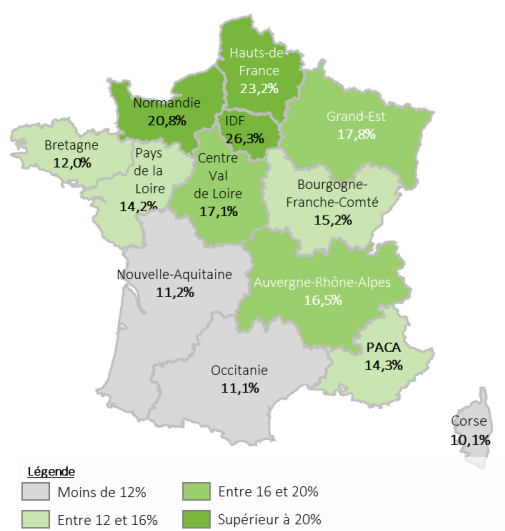 Hauts-de-
France
23,2%
Normandie
20,8%
IDF
26,3%
Grand-Est
17,8%
Bretagne
12,0%
Pays
de la
Loire
14,2%
Centre
Val
de Loire
17,1%
Bourgogne-
Franche-Comté
15,2%
Nouvelle-Aquitaine
11,2%
Auvergne-Rhône-Alpes
16,5%
PACA
14,3%
Occitanie
11,1%
Corse
10,1%
Légende
Moins de 12%
Entre 16 et 20%
Entre 12 et 16%
Supérieur à 20%